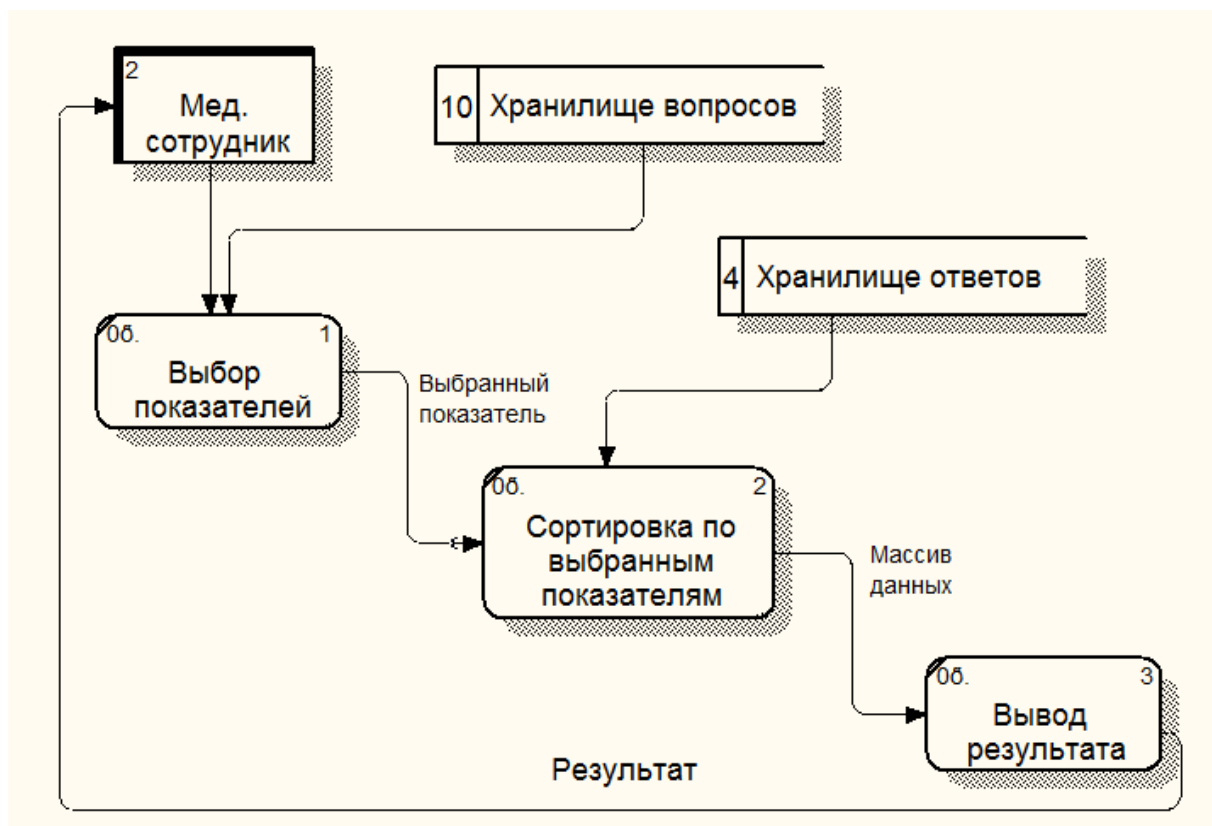 2
Мед.
сотрудник
10 Хранилище вопросов
4 Хранилище ответов
0б. 1
Выбор
показателей
Выбранный
показатель
0б. 2
Сортировка по
выбранным
показателям
Массив
данных
0б. 3
Вывод
результата
Результат